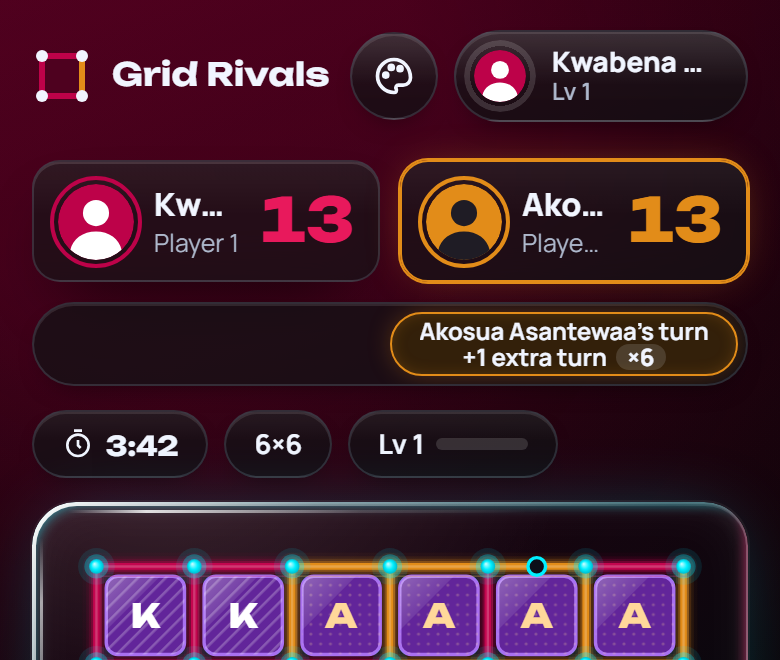 Grid Rivals
Kwabena ...
Lv 1
Kw...
Player 1
13
Ako...
Playe...
13
Akosua Asantewaa's turn
+1 extra turn ×6
3:42
6×6
Lv 1
K K A A A A